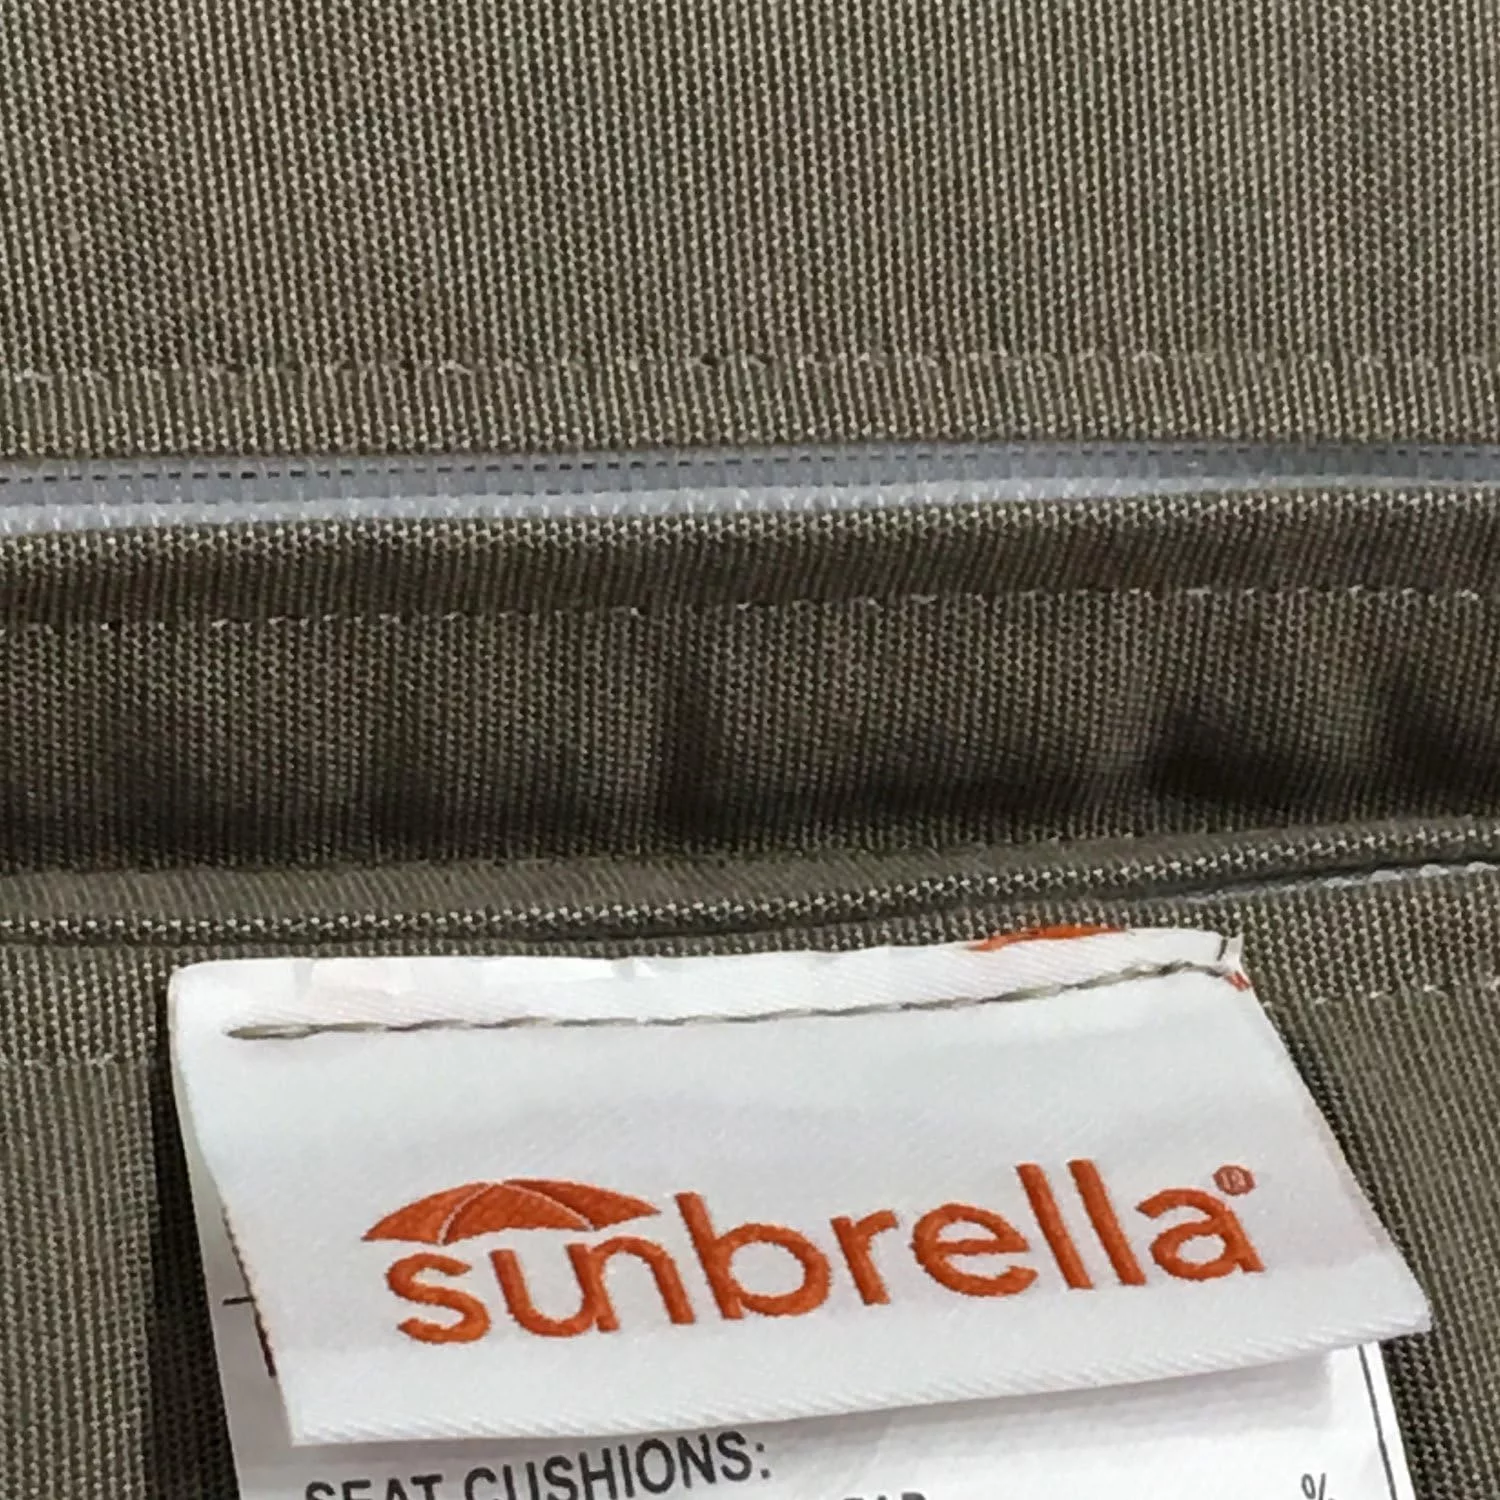 sunbrella®
SEAT CUSHIONS:
%